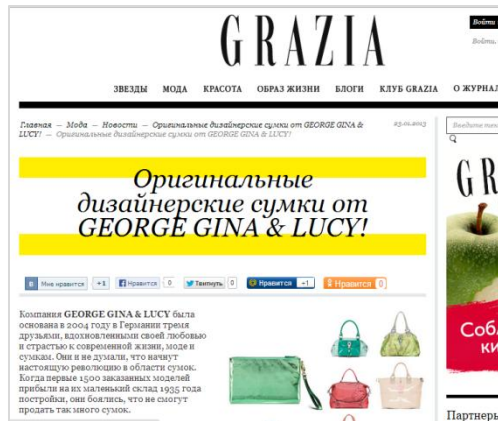 GRAZIA
Войти
Войти,
ЗВЕЗДЫ МОДА КРАСОТА ОБРАЗ ЖИЗНИ БЛОГИ КЛУБ GRAZIA О ЖУРНАЛ
Главная — Мода — Новости — Оригинальные дизайнерские сумки от GEORGE GINA &
LUCY! — Оригинальные дизайнерские сумки от GEORGE GINA & LUCY!
Введите
Оригинальные
дизайнерские сумки от
GEORGE GINA & LUCY!
В Мне нравится +1 Нравится 0 Твитнуть 0 Нравится +1 Нравится 0
Компания GEORGE GINA & LUCY была
основана в 2004 году в Германии тремя
друзьями, вдохновленными своей любовью
и страстью к современной жизни, моде и
сумкам. Они и не думали, что начнут
настоящую революцию в области сумок.
Когда первые 1500 заказанных моделей
прибыли на их маленький склад 1935 года
постройки, они боялись, что не смогут
продать так много сумок.
GR
Собл
ки
Партнеры